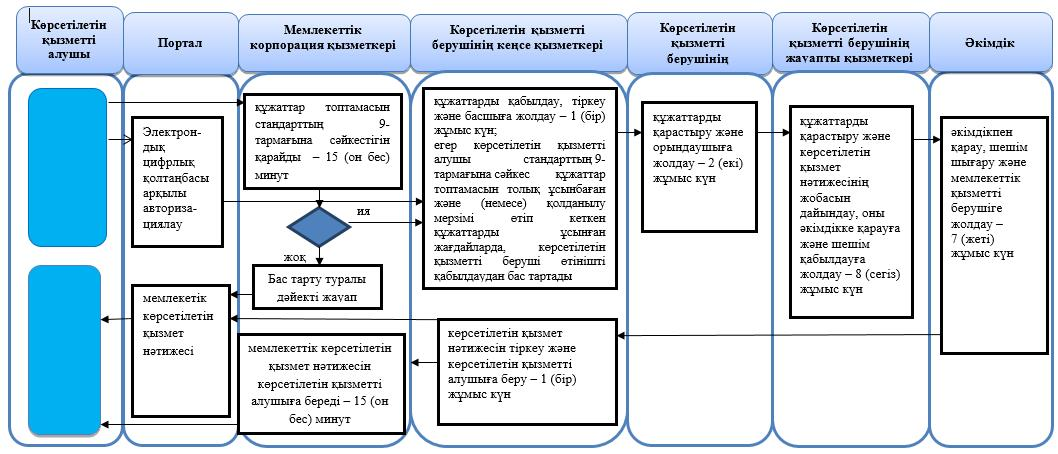 Көрсетілетін
қызметті
алушы
Портал
Мемлекеттік
корпорация қызметкері
Көрсетілетін қызметті
берушінің кеңсе қызметкері
Көрсетілетін
қызметті
берушінің
Көрсетілетін
қызметті берушінің
жауапты қызметкері
Әкімдік
Электрон-
дық
цифрлық
қолтаңбасы
арқылы
авториза-
циялау
құжаттар топтамасын
стандарттың 9-
тармағына сәйкестігін
қарайды – 15 (он бес)
минут
ия
жоқ
Бас тарту туралы
дәйекті жауап
құжаттарды қабылдау, тіркеу
және басшыға жолдау – 1 (бір)
жұмыс күн;
егер көрсетілетін қызметті
алушы стандарттың 9-
тармағына сәйкес құжаттар
топтамасын толық ұсынбаған
және (немесе) қолданылу
мерзімі өтіп кеткен
құжаттарды ұсынған
жағдайларда, көрсетілетін
қызметті беруші өтінішті
қабылдаудан бас тартады
құжаттарды
қарастыру және
орындаушыға
жолдау – 2 (екі)
жұмыс күн
құжаттарды
қарастыру және
көрсетілетін
қызмет
нәтижесінің
жобасын
дайындау, оны
әкімдікке қарауға
және шешім
қабылдауға
жолдау – 8 (сегіз)
жұмыс күн
әкімдікпен
қарау, шешім
шығару және
мемлекеттік
қызметті
берушіге
жолдау –
7 (жеті)
жұмыс күн
мемлекетік
көрсетілетін
қызмет
нәтижесі
мемлекеттік көрсетілетін
қызмет нәтижесін
көрсетілетін қызметті
алушыға береді – 15 (он
бес) минут
көрсетілетін қызмет
нәтижесін тіркеу және
көрсетілетін қызметті
алушыға беру – 1 (бір)
жұмыс күн